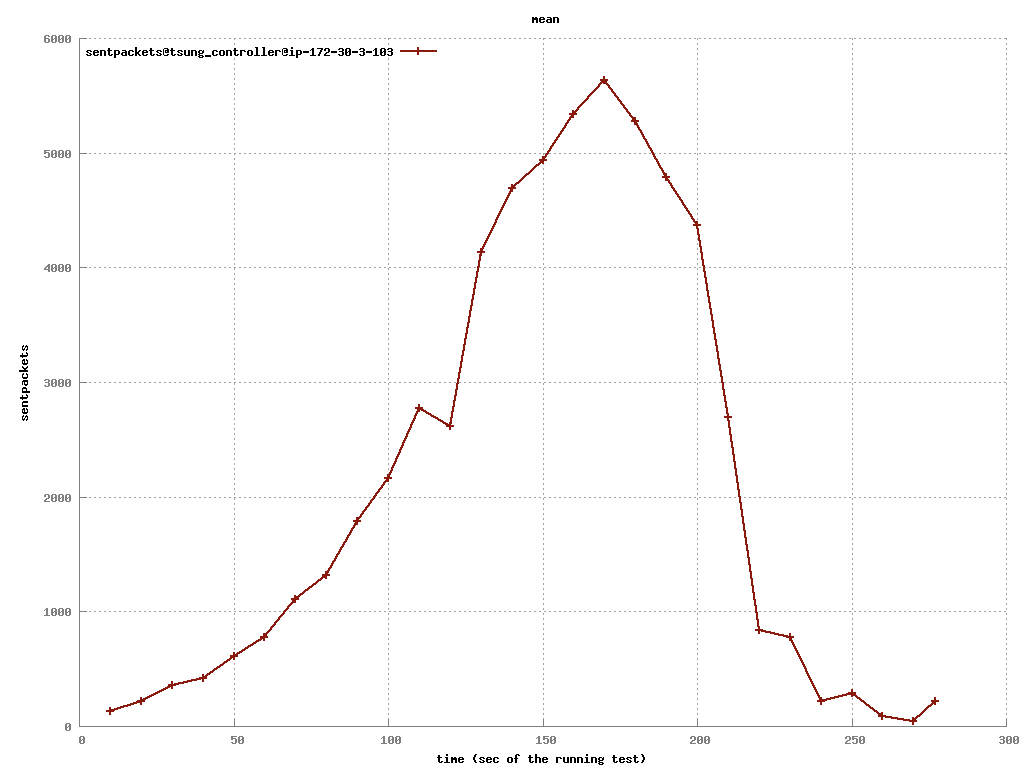 mean
6000
sentpackets@tsung_controller@ip-172-30-3-103
5000
4000
3000
sentpackets
2000
1000
0
0 50 100 150 200 250 300
time (sec of the running test)